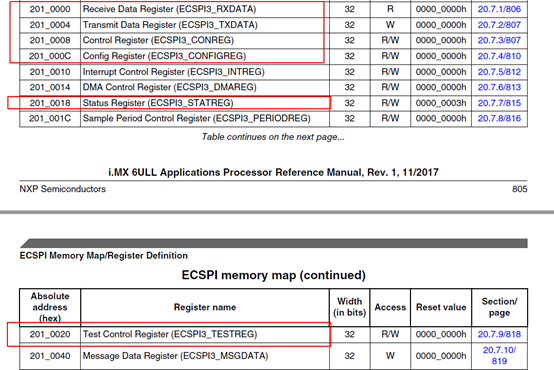 201_0000 Receive Data Register (ECSPI3_RXDATA) 32 R 0000_0000h 20.7.1/806
201_0004 Transmit Data Register (ECSPI3_TXDATA) 32 W 0000_0000h 20.7.2/807
201_0008 Control Register (ECSPI3_CONREG) 32 R/W 0000_0000h 20.7.3/807
201_000C Config Register (ECSPI3_CONFIGREG) 32 R/W 0000_0000h 20.7.4/810
201_0010 Interrupt Control Register (ECSPI3_INTREG) 32 R/W 0000_0000h 20.7.5/812
201_0014 DMA Control Register (ECSPI3_DMAREG) 32 R/W 0000_0000h 20.7.6/813
201_0018 Status Register (ECSPI3_STATREG) 32 R/W 0000_0003h 20.7.7/815
201_001C Sample Period Control Register (ECSPI3_PERIODREG) 32 R/W 0000_0000h 20.7.8/816
Table continues on the next page...
i.MX 6ULL Applications Processor Reference Manual, Rev. 1, 11/2017
NXP Semiconductors 805
ECSPI Memory Map/Register Definition
ECSPI memory map (continued)
Absolute address (hex) Register name Width (in bits) Access Reset value Section/ page
201_0020 Test Control Register (ECSPI3_TESTREG) 32 R/W 0000_0000h 20.7.9/818
201_0040 Message Data Register (ECSPI3_MSGDATA) 32 W 0000_0000h 20.7.10/ 819